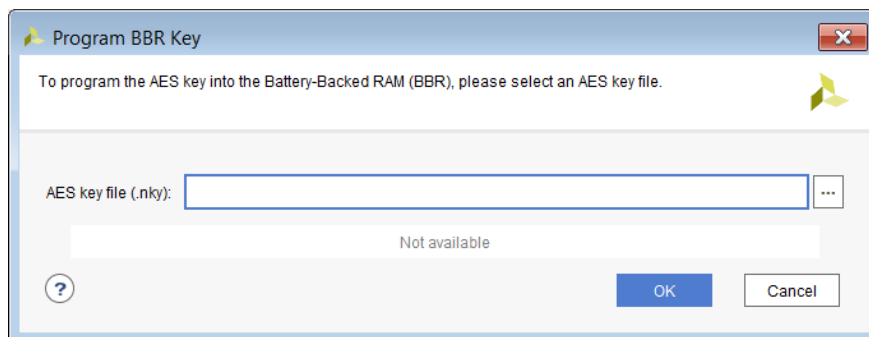 Program BBR Key
To program the AES key into the Battery-Backed RAM (BBR), please select an AES key file.
AES key file (.nky):
...
Not available
?
OK
Cancel